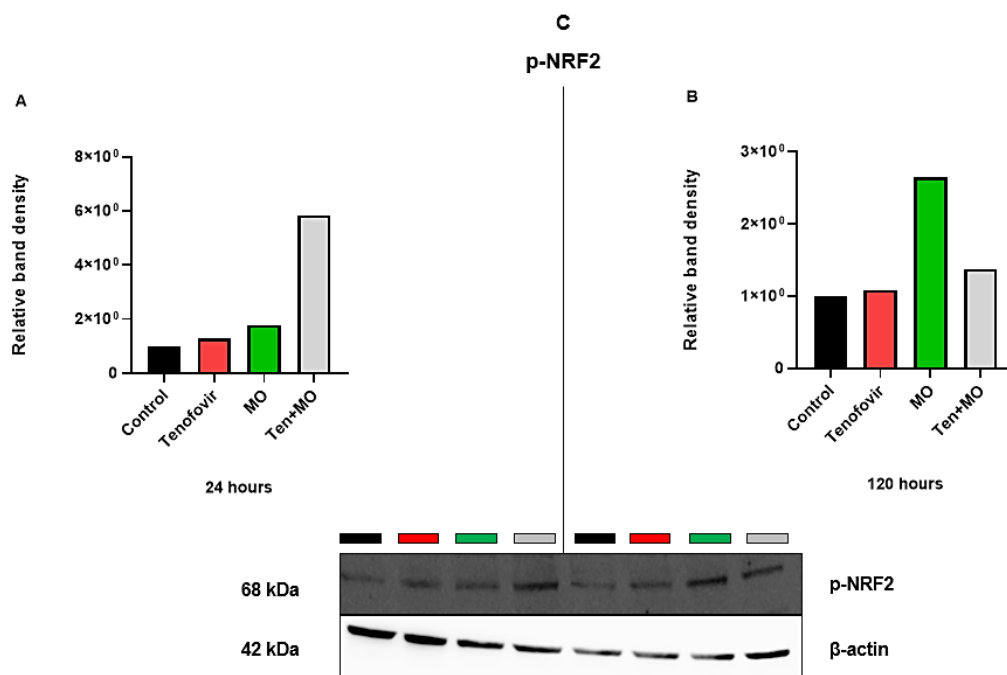 C
p-NRF2
A
Relative band density
8×10⁰
6×10⁰
4×10⁰
2×10⁰
0
Control
Tenofovir
MO
Ten+MO
24 hours
B
Relative band density
3×10⁰
2×10⁰
1×10⁰
0
Control
Tenofovir
MO
Ten+MO
120 hours
68 kDa
p-NRF2
42 kDa
β-actin